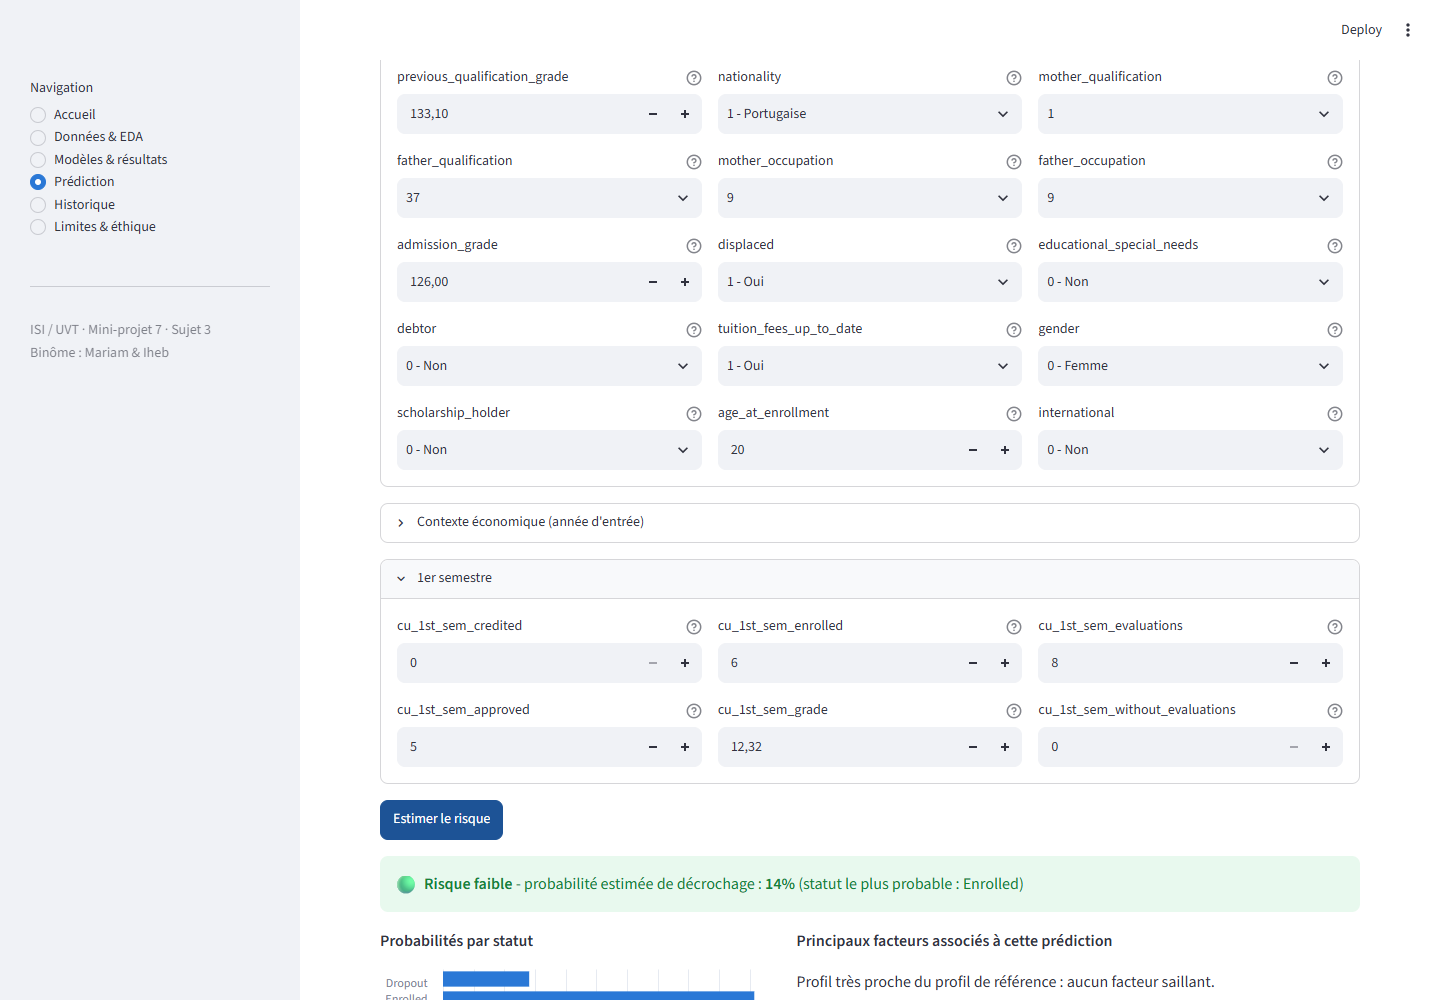 Deploy
Navigation
Accueil
Données & EDA
Modèles & résultats
Prédiction
Historique
Limites & éthique
ISI / UVT · Mini-projet 7 · Sujet 3
Binôme : Mariam & Iheb
previous_qualification_grade nationality mother_qualification
133,10 1 - Portugaise 1
father_qualification mother_occupation father_occupation
37 9 9
admission_grade displaced educational_special_needs
126,00 1 - Oui 0 - Non
debtor tuition_fees_up_to_date gender
0 - Non 1 - Oui 0 - Femme
scholarship_holder age_at_enrollment international
0 - Non 20 0 - Non
Contexte économique (année d'entrée)
1er semestre
cu_1st_sem_credited cu_1st_sem_enrolled cu_1st_sem_evaluations
0 6 8
cu_1st_sem_approved cu_1st_sem_grade cu_1st_sem_without_evaluations
5 12,32 0
Estimer le risque
Risque faible - probabilité estimée de décrochage : 14% (statut le plus probable : Enrolled)
Probabilités par statut
Dropout
Enrolled
Principaux facteurs associés à cette prédiction
Profil très proche du profil de référence : aucun facteur saillant.